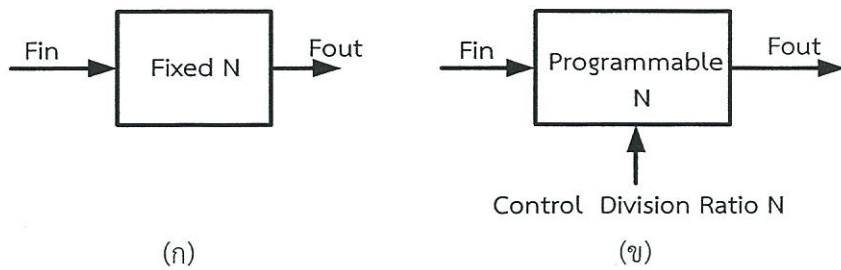 Fin
Fixed N
Fout
(ก)
Fin
Programmable
N
Fout
Control Division Ratio N
(ข)